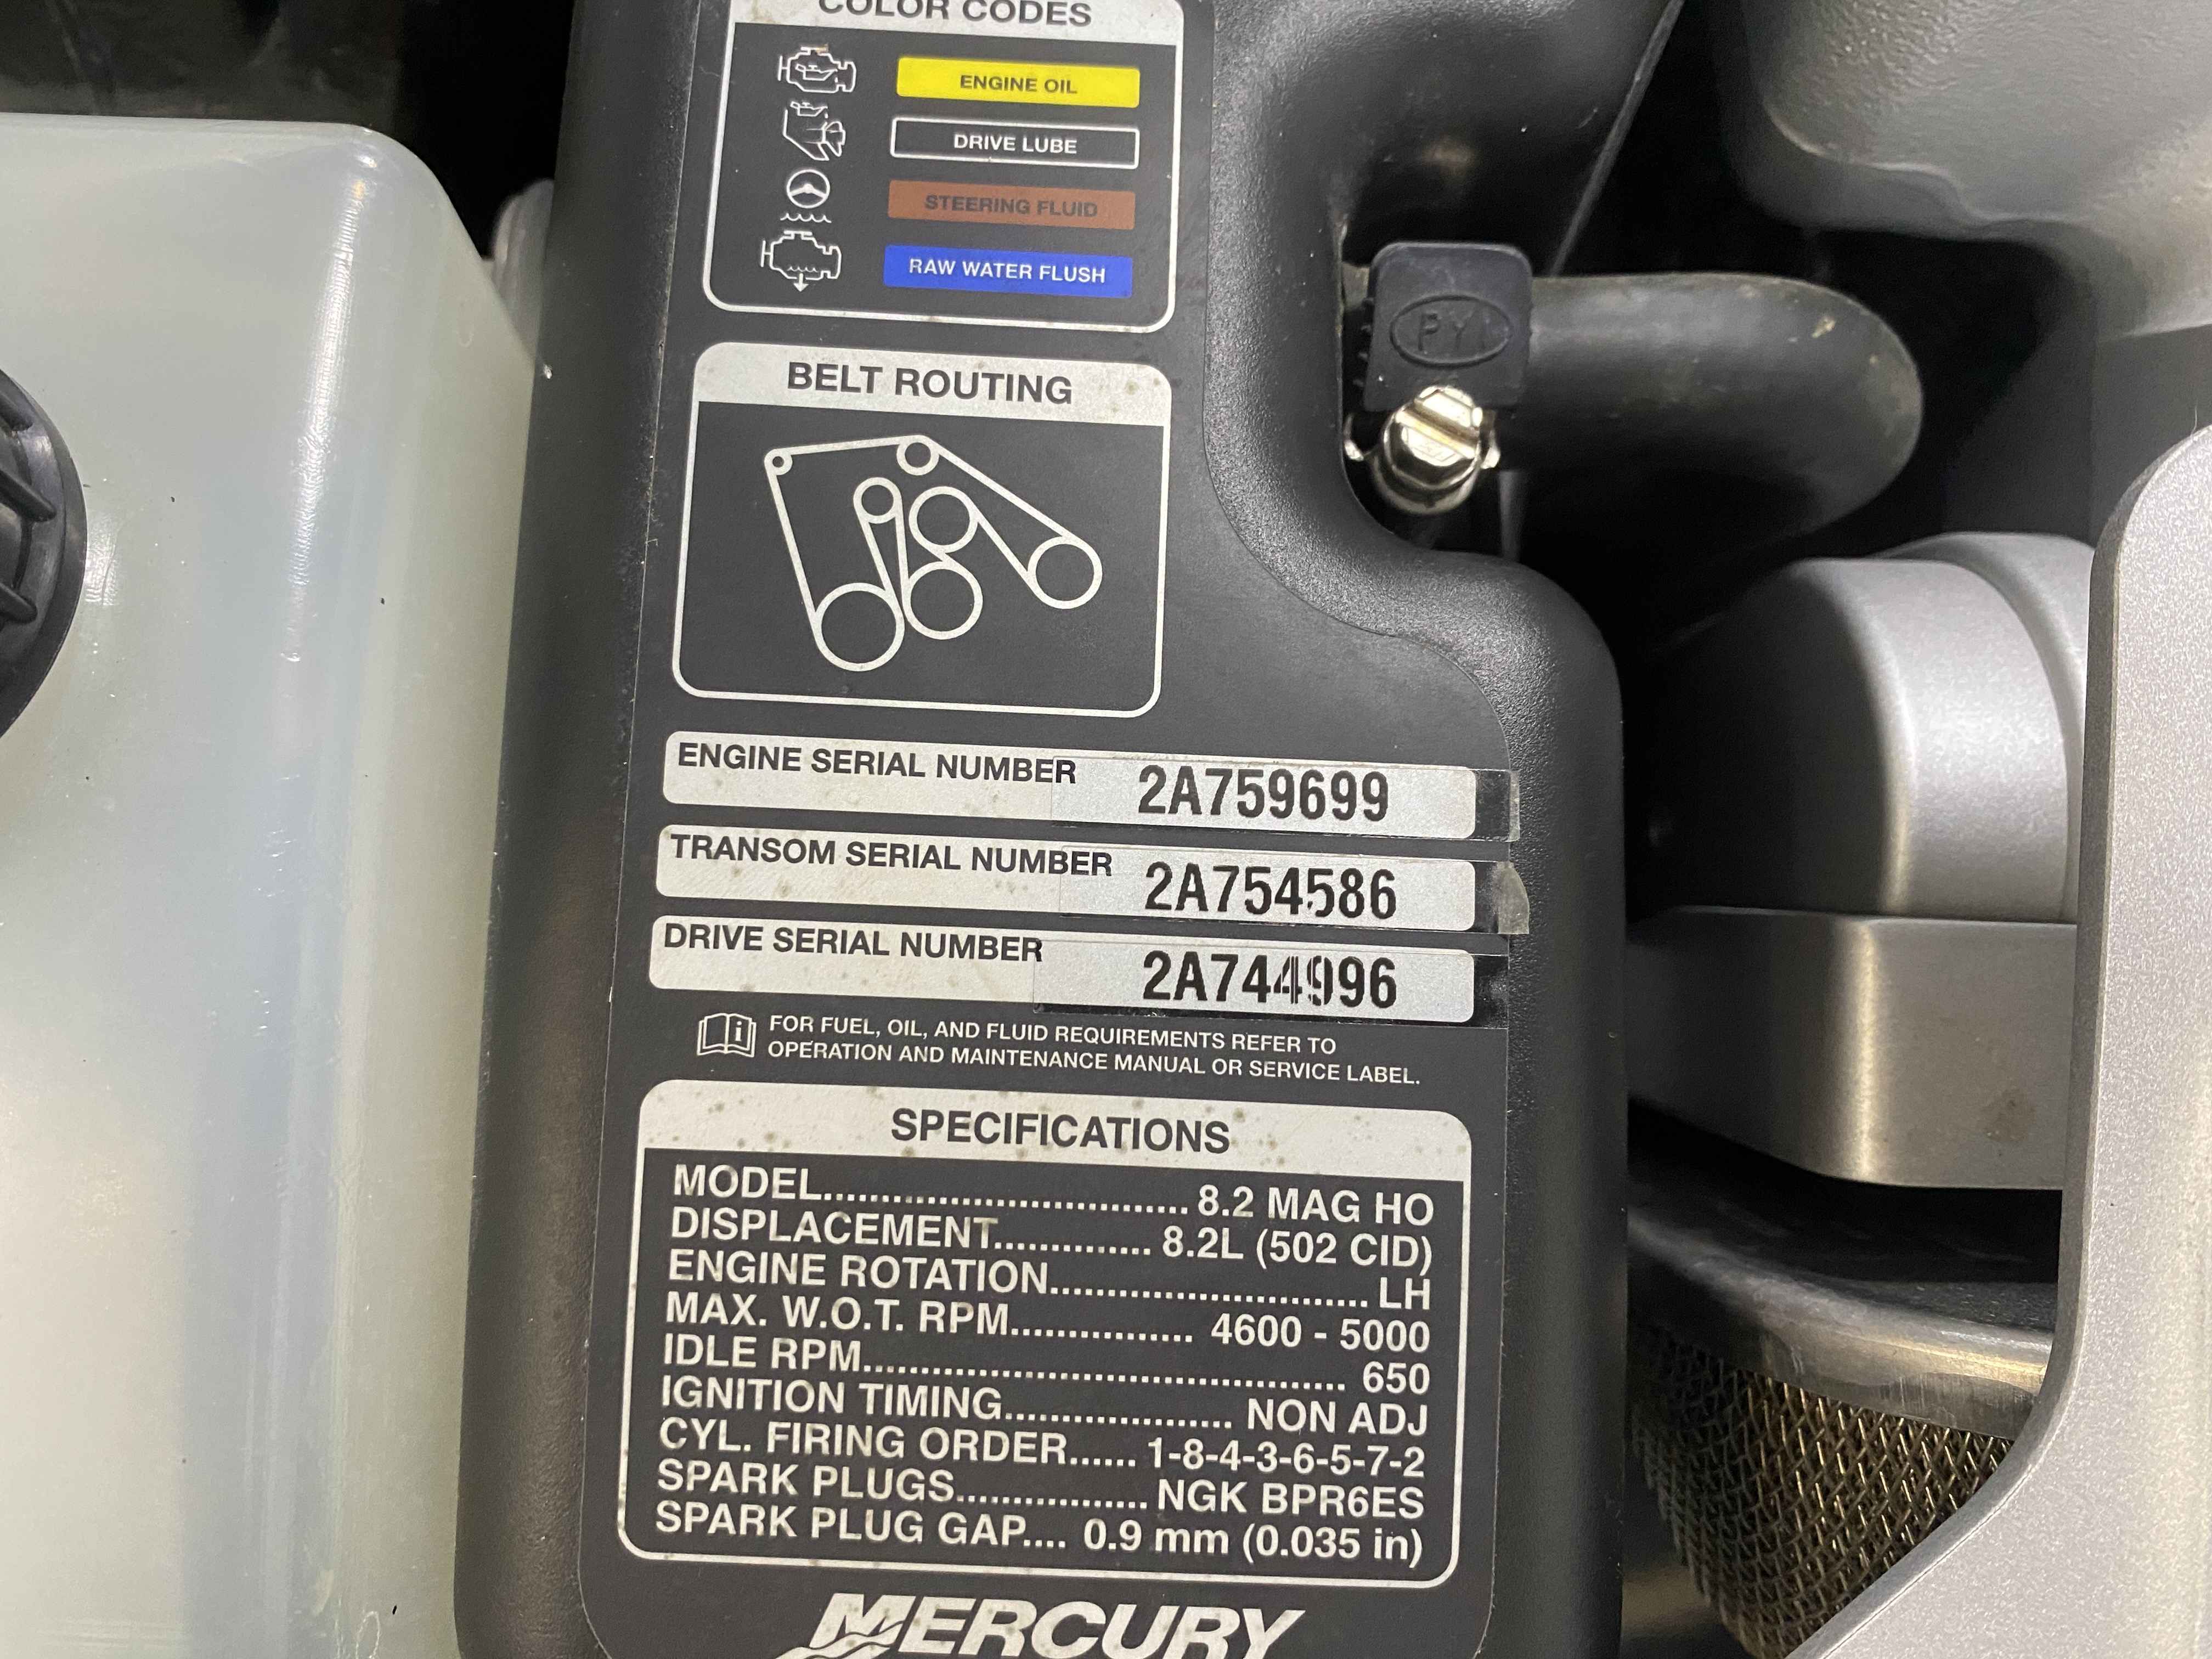 COLOR CODES
ENGINE OIL
DRIVE LUBE
STEERING FLUID
RAW WATER FLUSH
BELT ROUTING
ENGINE SERIAL NUMBER 2A759699
TRANSOM SERIAL NUMBER 2A754586
DRIVE SERIAL NUMBER 2A744996
FOR FUEL, OIL, AND FLUID REQUIREMENTS REFER TO
OPERATION AND MAINTENANCE MANUAL OR SERVICE LABEL.
SPECIFICATIONS
MODEL.................................. 8.2 MAG HO
DISPLACEMENT.............. 8.2L (502 CID)
ENGINE ROTATION............................. LH
MAX. W.O.T. RPM................. 4600 - 5000
IDLE RPM............................................. 650
IGNITION TIMING..................... NON ADJ
CYL. FIRING ORDER...... 1-8-4-3-6-5-7-2
SPARK PLUGS.................. NGK BPR6ES
SPARK PLUG GAP.... 0.9 mm (0.035 in)
MERCURY